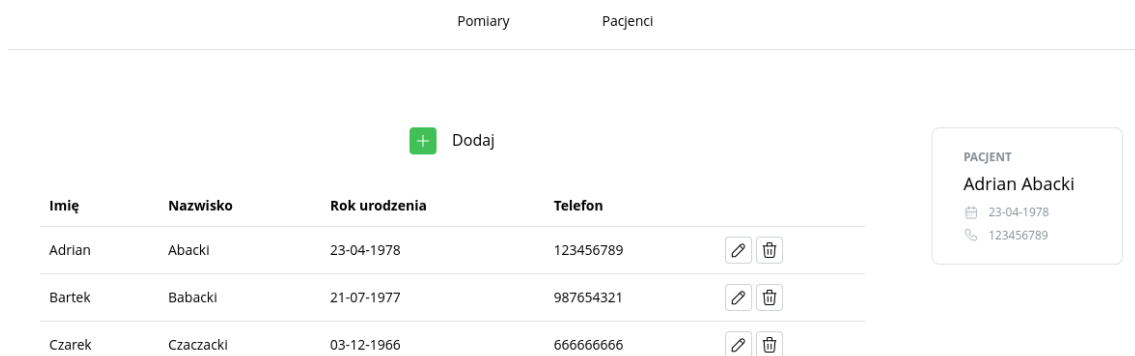 Pomiary Pacjenci
Dodaj
Imię Nazwisko Rok urodzenia Telefon
Adrian Abacki 23-04-1978 123456789
Bartek Babacki 21-07-1977 987654321
Czarek Czaczacki 03-12-1966 666666666
PACJENT
Adrian Abacki
23-04-1978
123456789